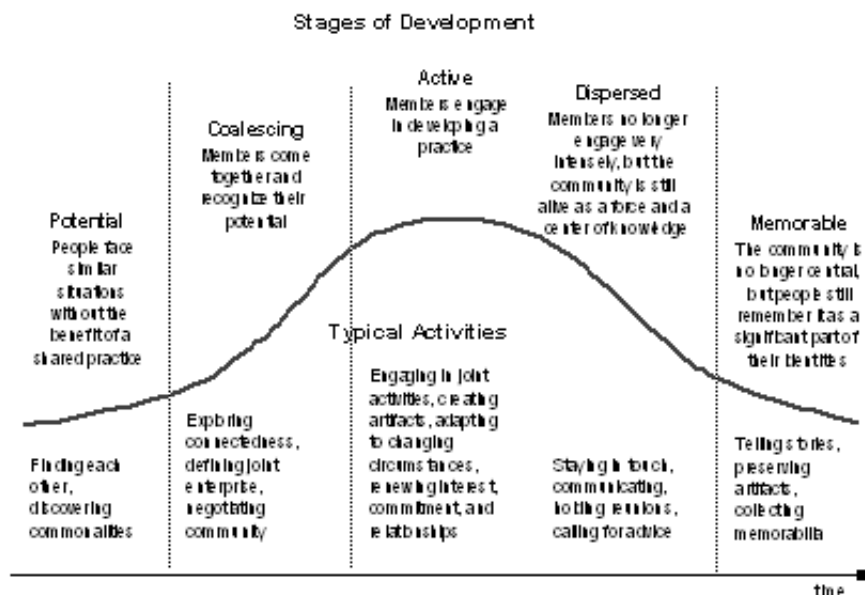 Stages of Development
Potential
People face
similar
situations
without the
benefit of a
shared practice
Coalescing
Members come
together and
recognize their
potential
Active
Members engage
in developing a
practice
Dispersed
Members no longer
engage very
intensely, but the
community is still
alive as a force and a
center of knowledge
Memorable
The community is
no longer central,
but people still
remember it as a
significant part of
their identities
Typical Activities
Finding each
other,
discovering
commonalities
Exploring
connectedness,
defining joint
enterprise,
negotiating
community
Engaging in joint
activities, creating
artifacts, adapting
to changing
circumstances,
renewing interest,
commitment, and
relationships
Staying in touch,
communicating,
holding reunions,
calling for advice
Telling stories,
preserving
artifacts,
collecting
memorabilia
time